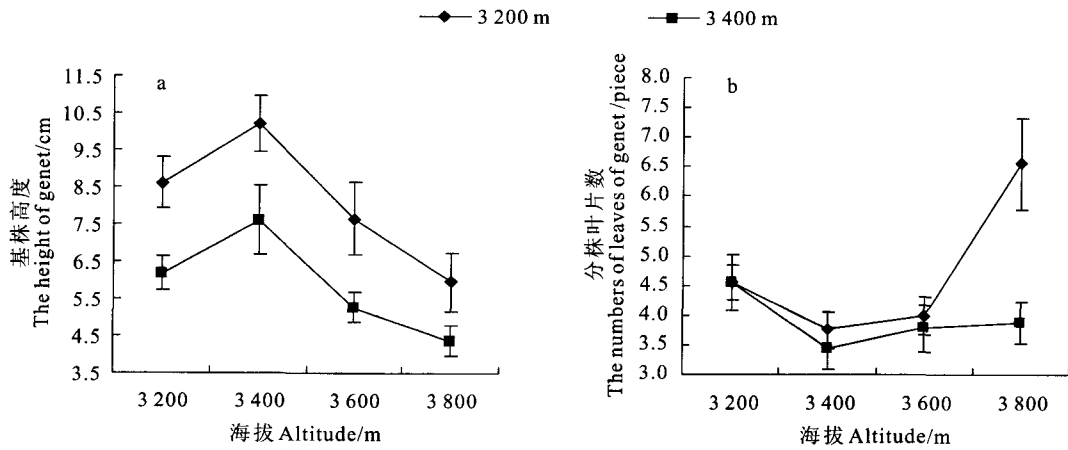 3 200 m 3 400 m
a
11.5
10.5
9.5
8.5
7.5
6.5
5.5
4.5
3.5
基株高度
The height of genet/cm
3 200 3 400 3 600 3 800
海拔 Altitude/m
b
8.0
7.5
7.0
6.5
6.0
5.5
5.0
4.5
4.0
3.5
3.0
分株叶片数
The numbers of leaves of genet/piece
3 200 3 400 3 600 3 800
海拔 Altitude/m